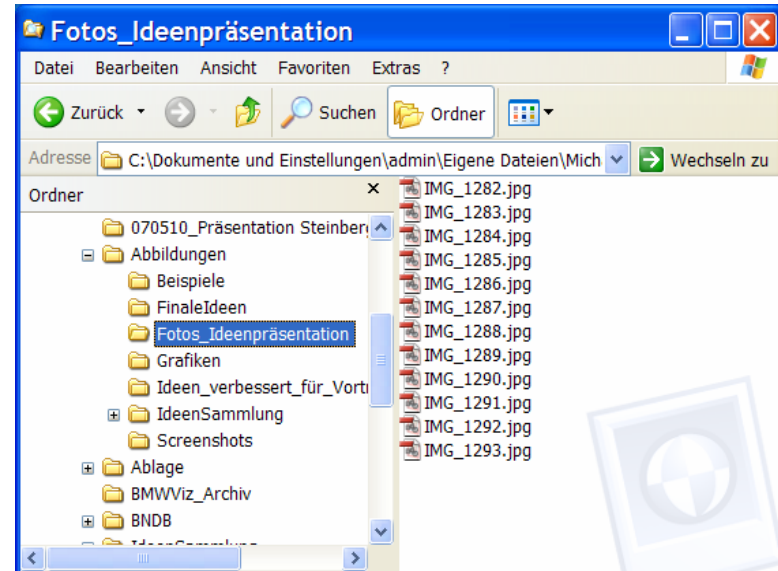 Fotos_Ideenpräsentation
Datei Bearbeiten Ansicht Favoriten Extras ?
Zurück Suchen Ordner
Adresse C:\Dokumente und Einstellungen\admin\Eigene Dateien\Mich Wechseln zu
Ordner
070510_Präsentation Steinber
Abbildungen
Beispiele
FinaleIdeen
Fotos_Ideenpräsentation
Grafiken
Ideen_verbessert_für_Vort
IdeenSammlung
Screenshots
Ablage
BMWViz_Archiv
BNDB
IdeenSammlung
IMG_1282.jpg
IMG_1283.jpg
IMG_1284.jpg
IMG_1285.jpg
IMG_1286.jpg
IMG_1287.jpg
IMG_1288.jpg
IMG_1289.jpg
IMG_1290.jpg
IMG_1291.jpg
IMG_1292.jpg
IMG_1293.jpg